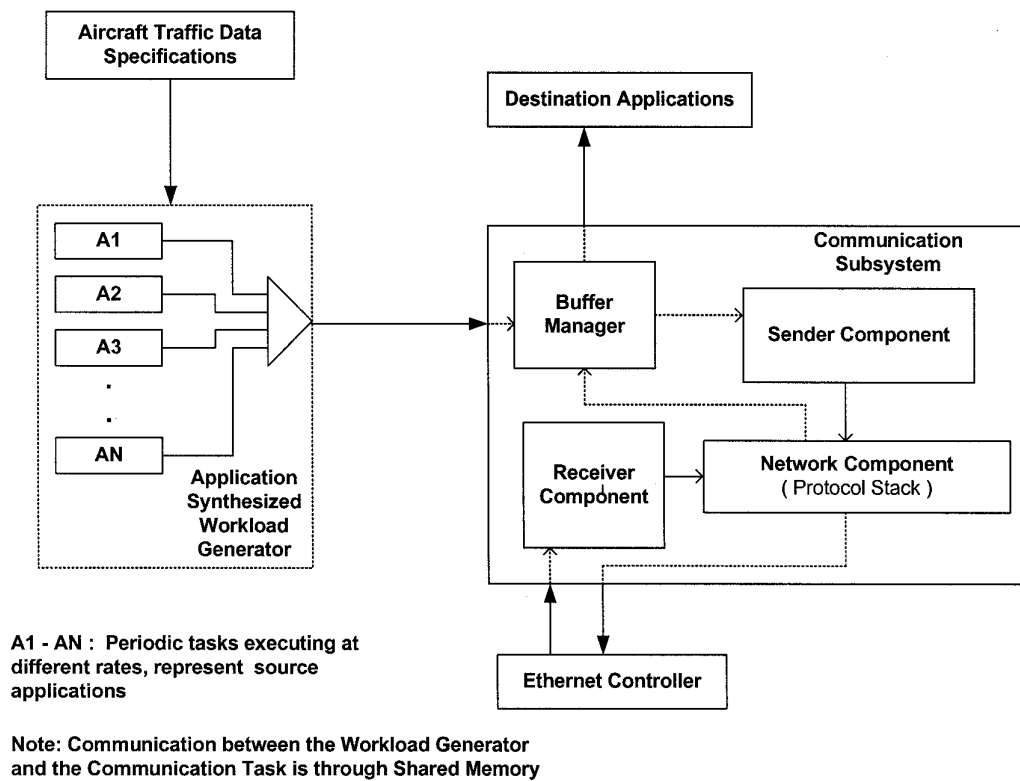 Aircraft Traffic Data
Specifications
Destination Applications
A1
A2
A3
.
.
AN
Application
Synthesized
Workload
Generator
Communication
Subsystem
Buffer
Manager
Sender Component
Receiver
Component
Network Component
( Protocol Stack )
Ethernet Controller
A1 - AN : Periodic tasks executing at
different rates, represent source
applications
Note: Communication between the Workload Generator
and the Communication Task is through Shared Memory